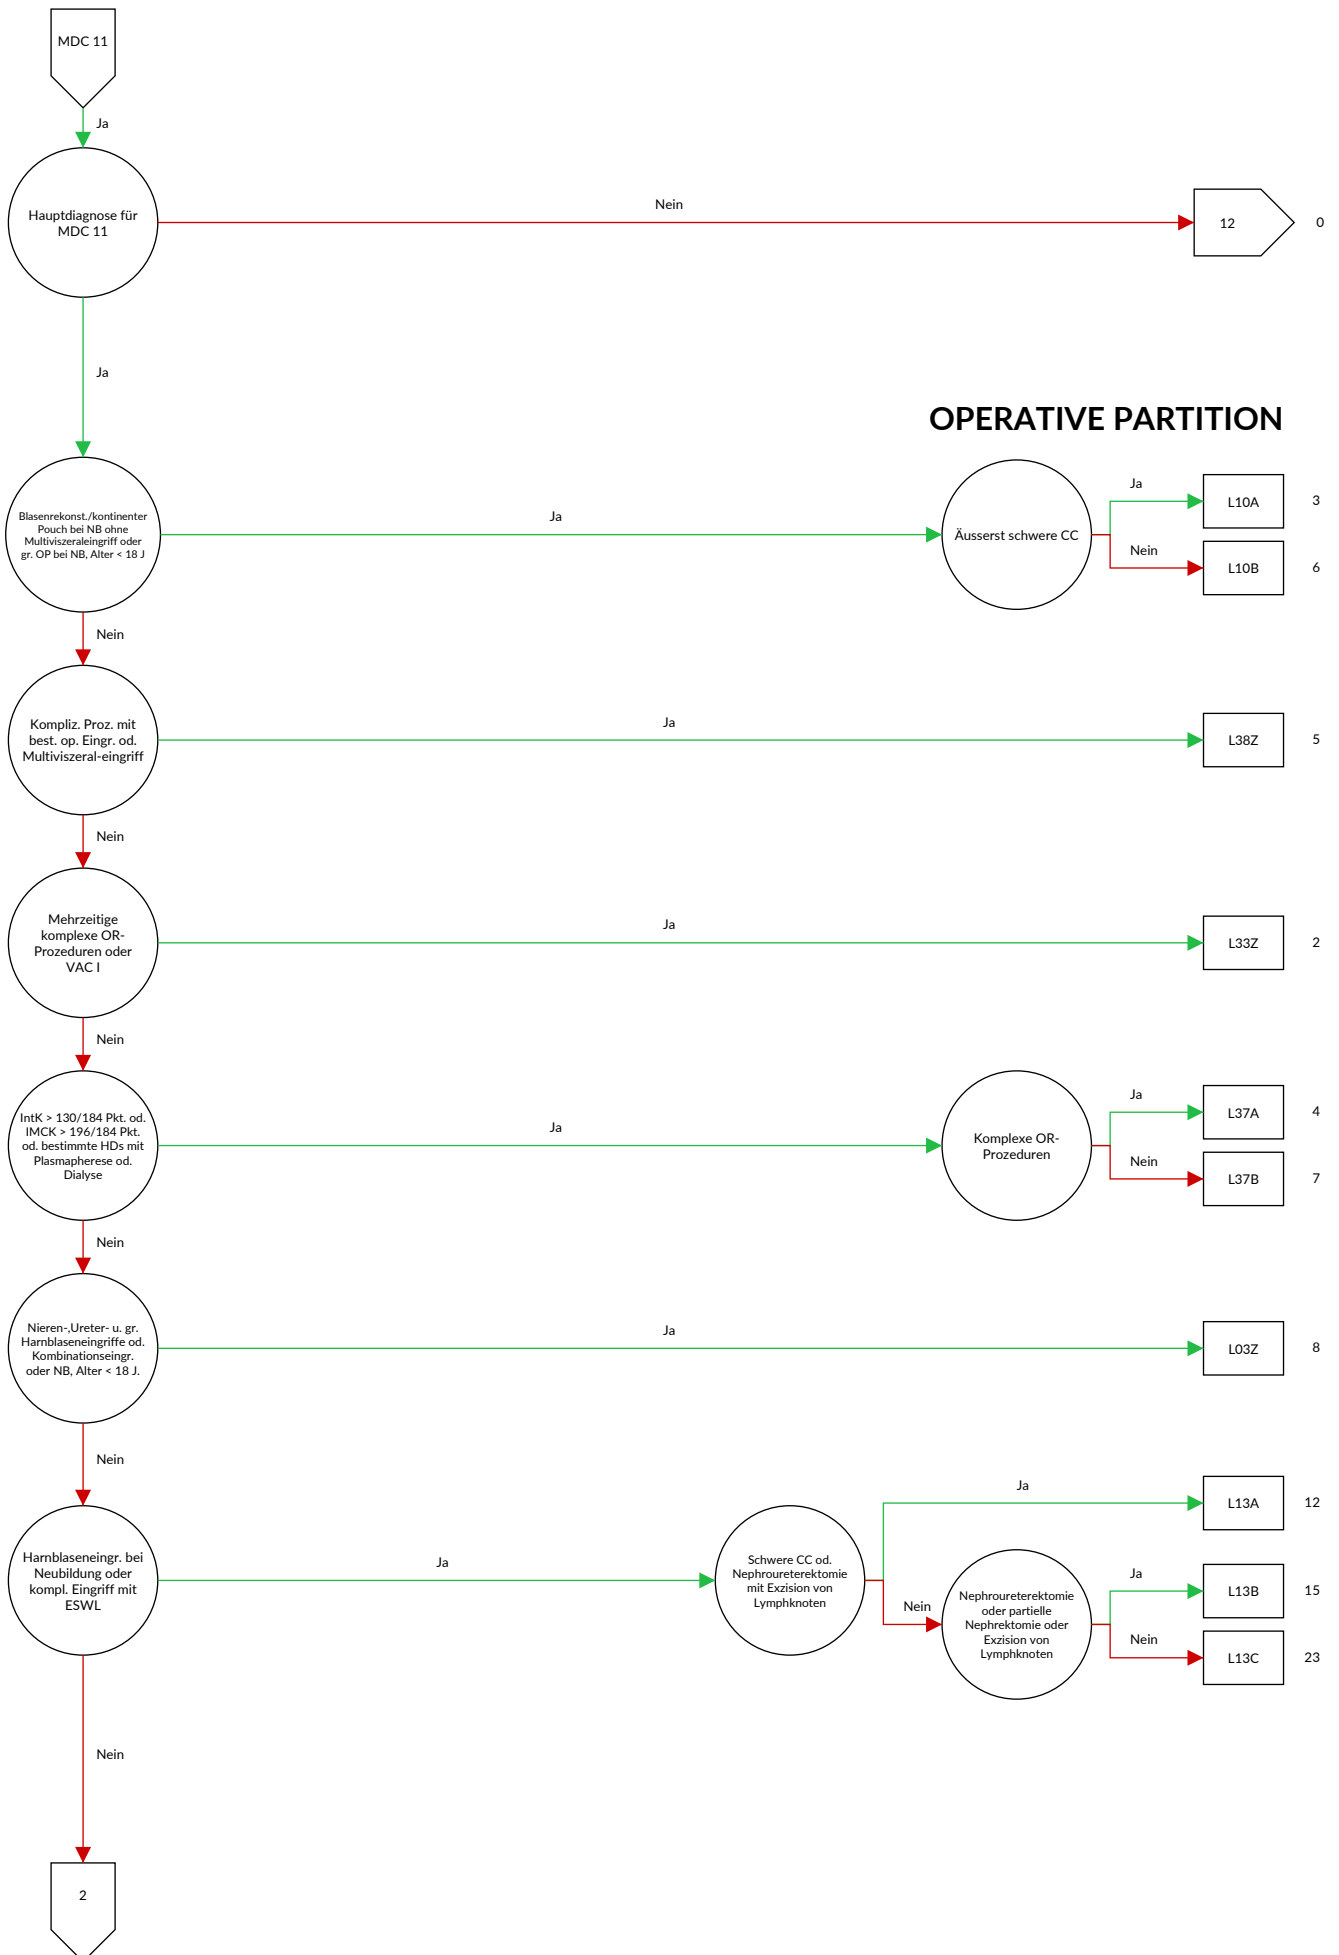 MDC 11
Ja
Hauptdiagnose für
MDC 11
Nein
12
0
Ja
OPERATIVE PARTITION
Blasenrekonst./kontinenter
Pouch bei NB ohne
Multiviszeraleingriff oder
gr. OP bei NB, Alter < 18 J
Ja
Äusserst schwere CC
Ja
L10A
3
Nein
L10B
6
Nein
Kompliz. Proz. mit
best. op. Eingr. od.
Multiviszeral-eingriff
Ja
L38Z
5
Nein
Mehrzeitige
komplexe OR-
Prozeduren oder
VAC I
Ja
L33Z
2
Nein
IntK > 130/184 Pkt. od.
IMCK > 196/184 Pkt.
od. bestimmte HDs mit
Plasmapherese od.
Dialyse
Ja
Komplexe OR-
Prozeduren
Ja
L37A
4
Nein
L37B
7
Nein
Nieren-,Ureter- u. gr.
Harnblaseneingriffe od.
Kombinationseingr.
oder NB, Alter < 18 J.
Ja
L03Z
8
Nein
Harnblaseneingr. bei
Neubildung oder
kompl. Eingriff mit
ESWL
Ja
Schwere CC od.
Nephroureterektomie
mit Exzision von
Lymphknoten
Ja
L13A
12
Nein
Nephroureterektomie
oder partielle
Nephrektomie oder
Exzision von
Lymphknoten
Ja
L13B
15
Nein
L13C
23
Nein
2